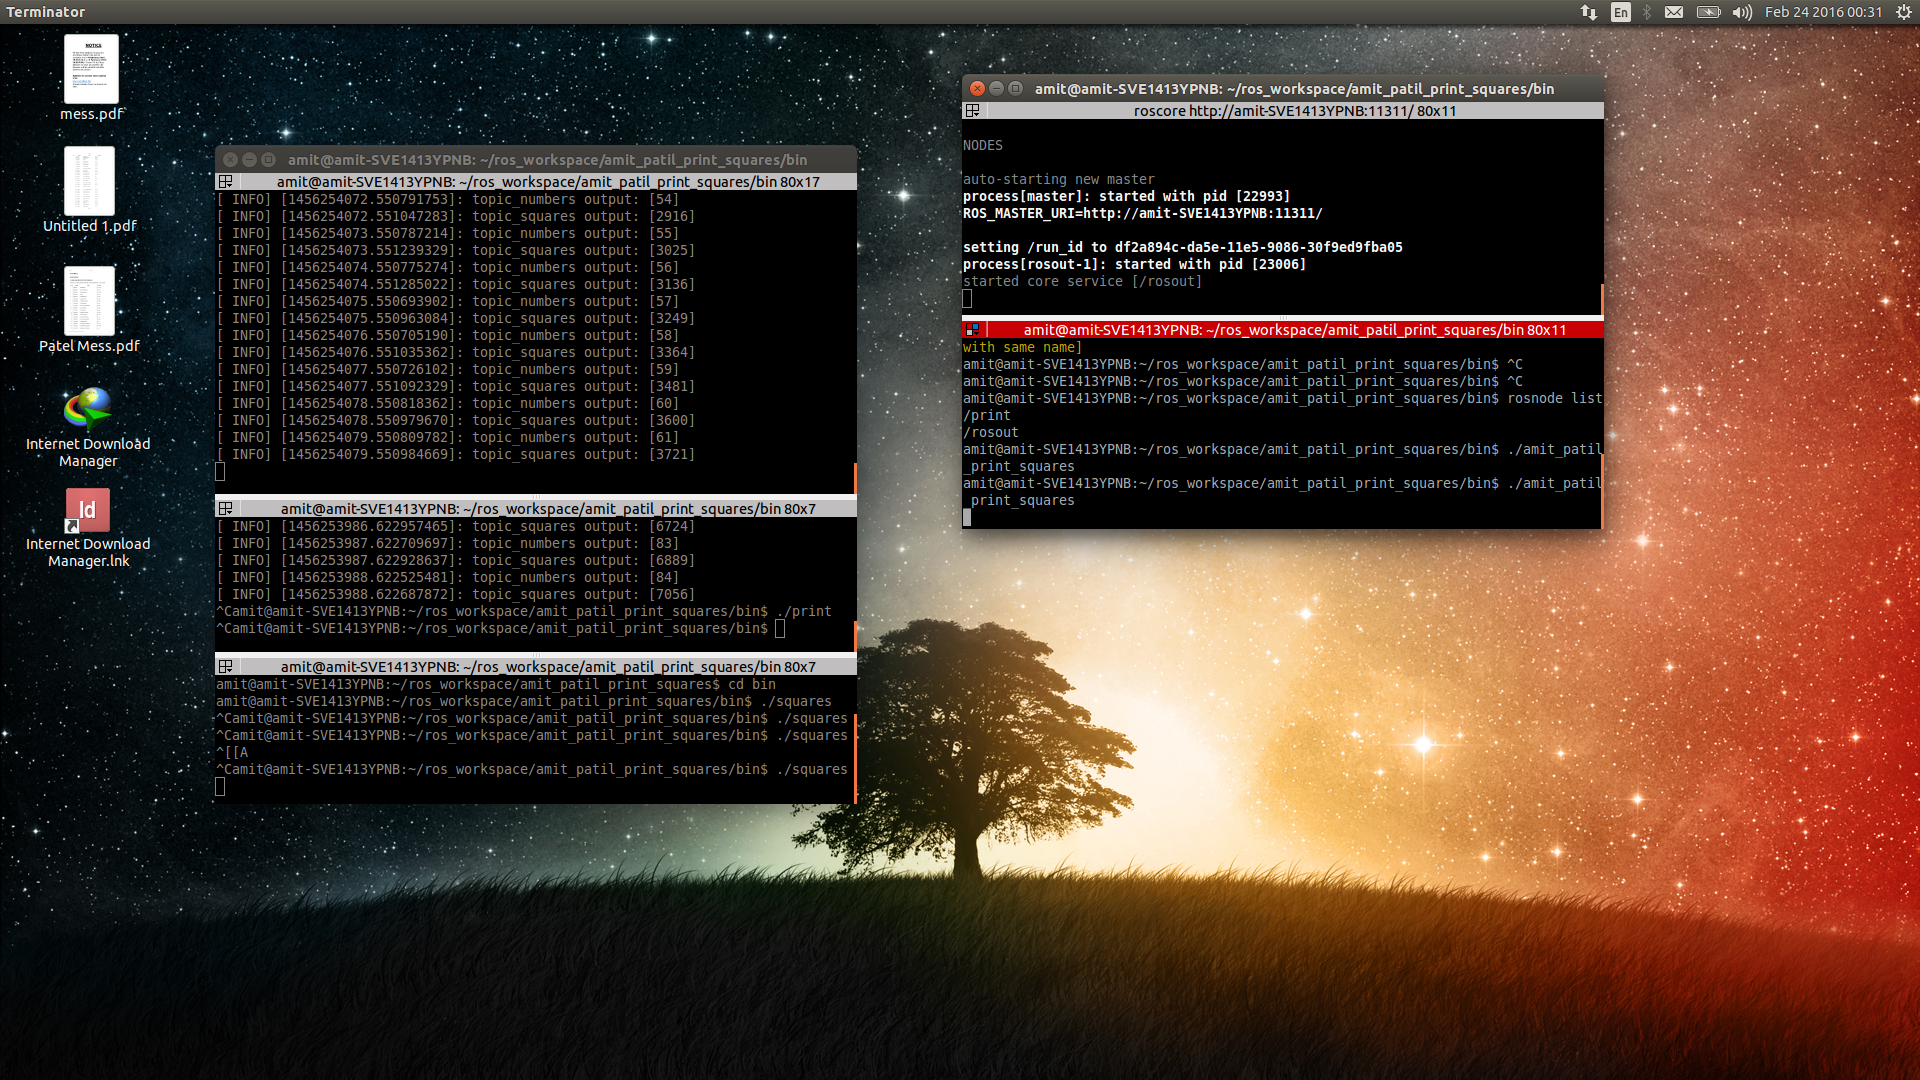 Terminator
En
Feb 24 2016 00:31
NOTICE
mess.pdf
Untitled 1.pdf
Patel Mess.pdf
Internet Download
Manager
Id
Internet Download
Manager.lnk
amit@amit-SVE1413YPNB: ~/ros_workspace/amit_patil_print_squares/bin
amit@amit-SVE1413YPNB: ~/ros_workspace/amit_patil_print_squares/bin 80x17
[ INFO] [1456254072.550791753]: topic_numbers output: [54]
[ INFO] [1456254072.551047283]: topic_squares output: [2916]
[ INFO] [1456254073.550787214]: topic_numbers output: [55]
[ INFO] [1456254073.551239329]: topic_squares output: [3025]
[ INFO] [1456254074.550775274]: topic_numbers output: [56]
[ INFO] [1456254074.551285022]: topic_squares output: [3136]
[ INFO] [1456254075.550693902]: topic_numbers output: [57]
[ INFO] [1456254075.550963084]: topic_squares output: [3249]
[ INFO] [1456254076.550705190]: topic_numbers output: [58]
[ INFO] [1456254076.551035362]: topic_squares output: [3364]
[ INFO] [1456254077.550726102]: topic_numbers output: [59]
[ INFO] [1456254077.551092329]: topic_squares output: [3481]
[ INFO] [1456254078.550818362]: topic_numbers output: [60]
[ INFO] [1456254078.550979670]: topic_squares output: [3600]
[ INFO] [1456254079.550809782]: topic_numbers output: [61]
[ INFO] [1456254079.550984669]: topic_squares output: [3721]
amit@amit-SVE1413YPNB: ~/ros_workspace/amit_patil_print_squares/bin 80x7
[ INFO] [1456253986.622957465]: topic_squares output: [6724]
[ INFO] [1456253987.622709697]: topic_numbers output: [83]
[ INFO] [1456253987.622928637]: topic_squares output: [6889]
[ INFO] [1456253988.622525481]: topic_numbers output: [84]
[ INFO] [1456253988.622687872]: topic_squares output: [7056]
^Camit@amit-SVE1413YPNB:~/ros_workspace/amit_patil_print_squares/bin$ ./print
^Camit@amit-SVE1413YPNB:~/ros_workspace/amit_patil_print_squares/bin$
amit@amit-SVE1413YPNB: ~/ros_workspace/amit_patil_print_squares/bin 80x7
amit@amit-SVE1413YPNB:~/ros_workspace/amit_patil_print_squares$ cd bin
amit@amit-SVE1413YPNB:~/ros_workspace/amit_patil_print_squares/bin$ ./squares
^Camit@amit-SVE1413YPNB:~/ros_workspace/amit_patil_print_squares/bin$ ./squares
^Camit@amit-SVE1413YPNB:~/ros_workspace/amit_patil_print_squares/bin$ ./squares
^[[A
^Camit@amit-SVE1413YPNB:~/ros_workspace/amit_patil_print_squares/bin$ ./squares
amit@amit-SVE1413YPNB: ~/ros_workspace/amit_patil_print_squares/bin
roscore http://amit-SVE1413YPNB:11311/ 80x11
NODES
auto-starting new master
process[master]: started with pid [22993]
ROS_MASTER_URI=http://amit-SVE1413YPNB:11311/
setting /run_id to df2a894c-da5e-11e5-9086-30f9ed9fba05
process[rosout-1]: started with pid [23006]
started core service [/rosout]
amit@amit-SVE1413YPNB: ~/ros_workspace/amit_patil_print_squares/bin 80x11
with same name]
amit@amit-SVE1413YPNB:~/ros_workspace/amit_patil_print_squares/bin$ ^C
amit@amit-SVE1413YPNB:~/ros_workspace/amit_patil_print_squares/bin$ ^C
amit@amit-SVE1413YPNB:~/ros_workspace/amit_patil_print_squares/bin$ rosnode list
/print
/rosout
amit@amit-SVE1413YPNB:~/ros_workspace/amit_patil_print_squares/bin$ ./amit_patil
_print_squares
amit@amit-SVE1413YPNB:~/ros_workspace/amit_patil_print_squares/bin$ ./amit_patil
_print_squares